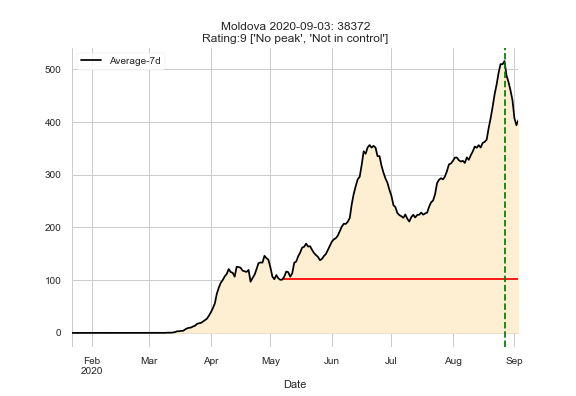 Moldova 2020-09-03: 38372
Rating:9 ['No peak', 'Not in control']
Average-7d
500
400
300
200
100
0
Feb Mar Apr May Jun Jul Aug Sep
2020
Date